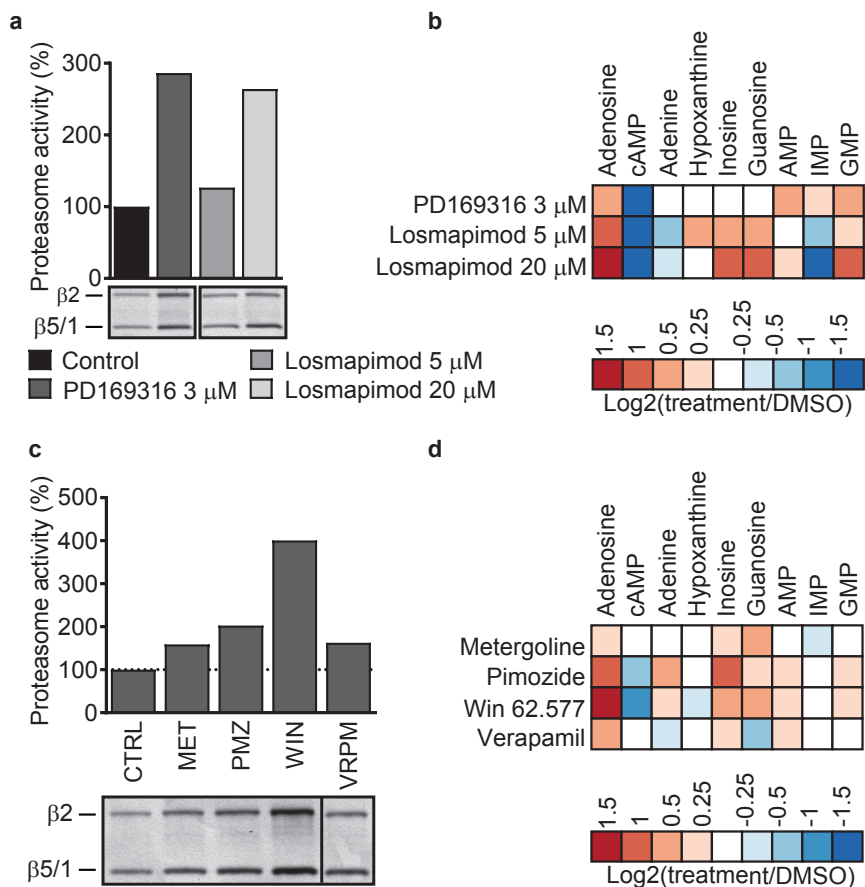 a
Proteasome activity (%)
300
200
100
0
β2
β5/1
Control
PD169316 3 μM
Losmapimod 5 μM
Losmapimod 20 μM
b
Adenosine
cAMP
Adenine
Hypoxanthine
Inosine
Guanosine
AMP
IMP
GMP
PD169316 3 μM
Losmapimod 5 μM
Losmapimod 20 μM
1.5
1
0.5
0.25
-0.25
-0.5
-1
-1.5
Log2(treatment/DMSO)
c
Proteasome activity (%)
500
400
300
200
100
0
CTRL
MET
PMZ
WIN
VRPM
β2
β5/1
d
Adenosine
cAMP
Adenine
Hypoxanthine
Inosine
Guanosine
AMP
IMP
GMP
Metergoline
Pimozide
Win 62.577
Verapamil
1.5
1
0.5
0.25
-0.25
-0.5
-1
-1.5
Log2(treatment/DMSO)